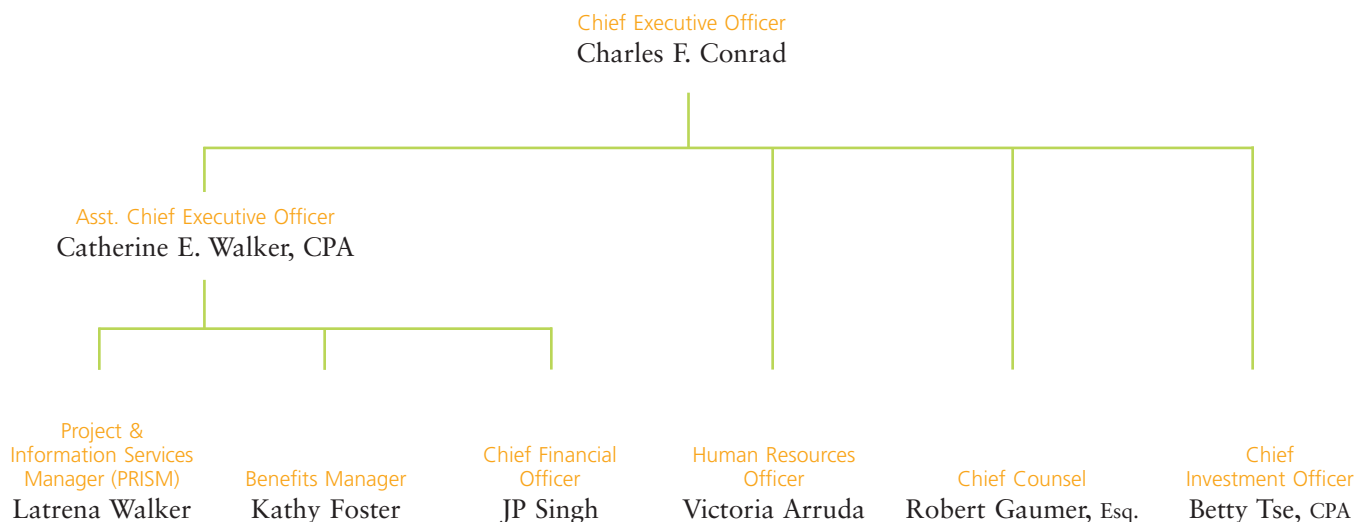 Chief Executive Officer
Charles F. Conrad
Asst. Chief Executive Officer
Catherine E. Walker, CPA
Project &
Information Services
Manager (PRISM)
Latrena Walker
Benefits Manager
Kathy Foster
Chief Financial
Officer
JP Singh
Human Resources
Officer
Victoria Arruda
Chief Counsel
Robert Gaumer, Esq.
Chief
Investment Officer
Betty Tse, CPA